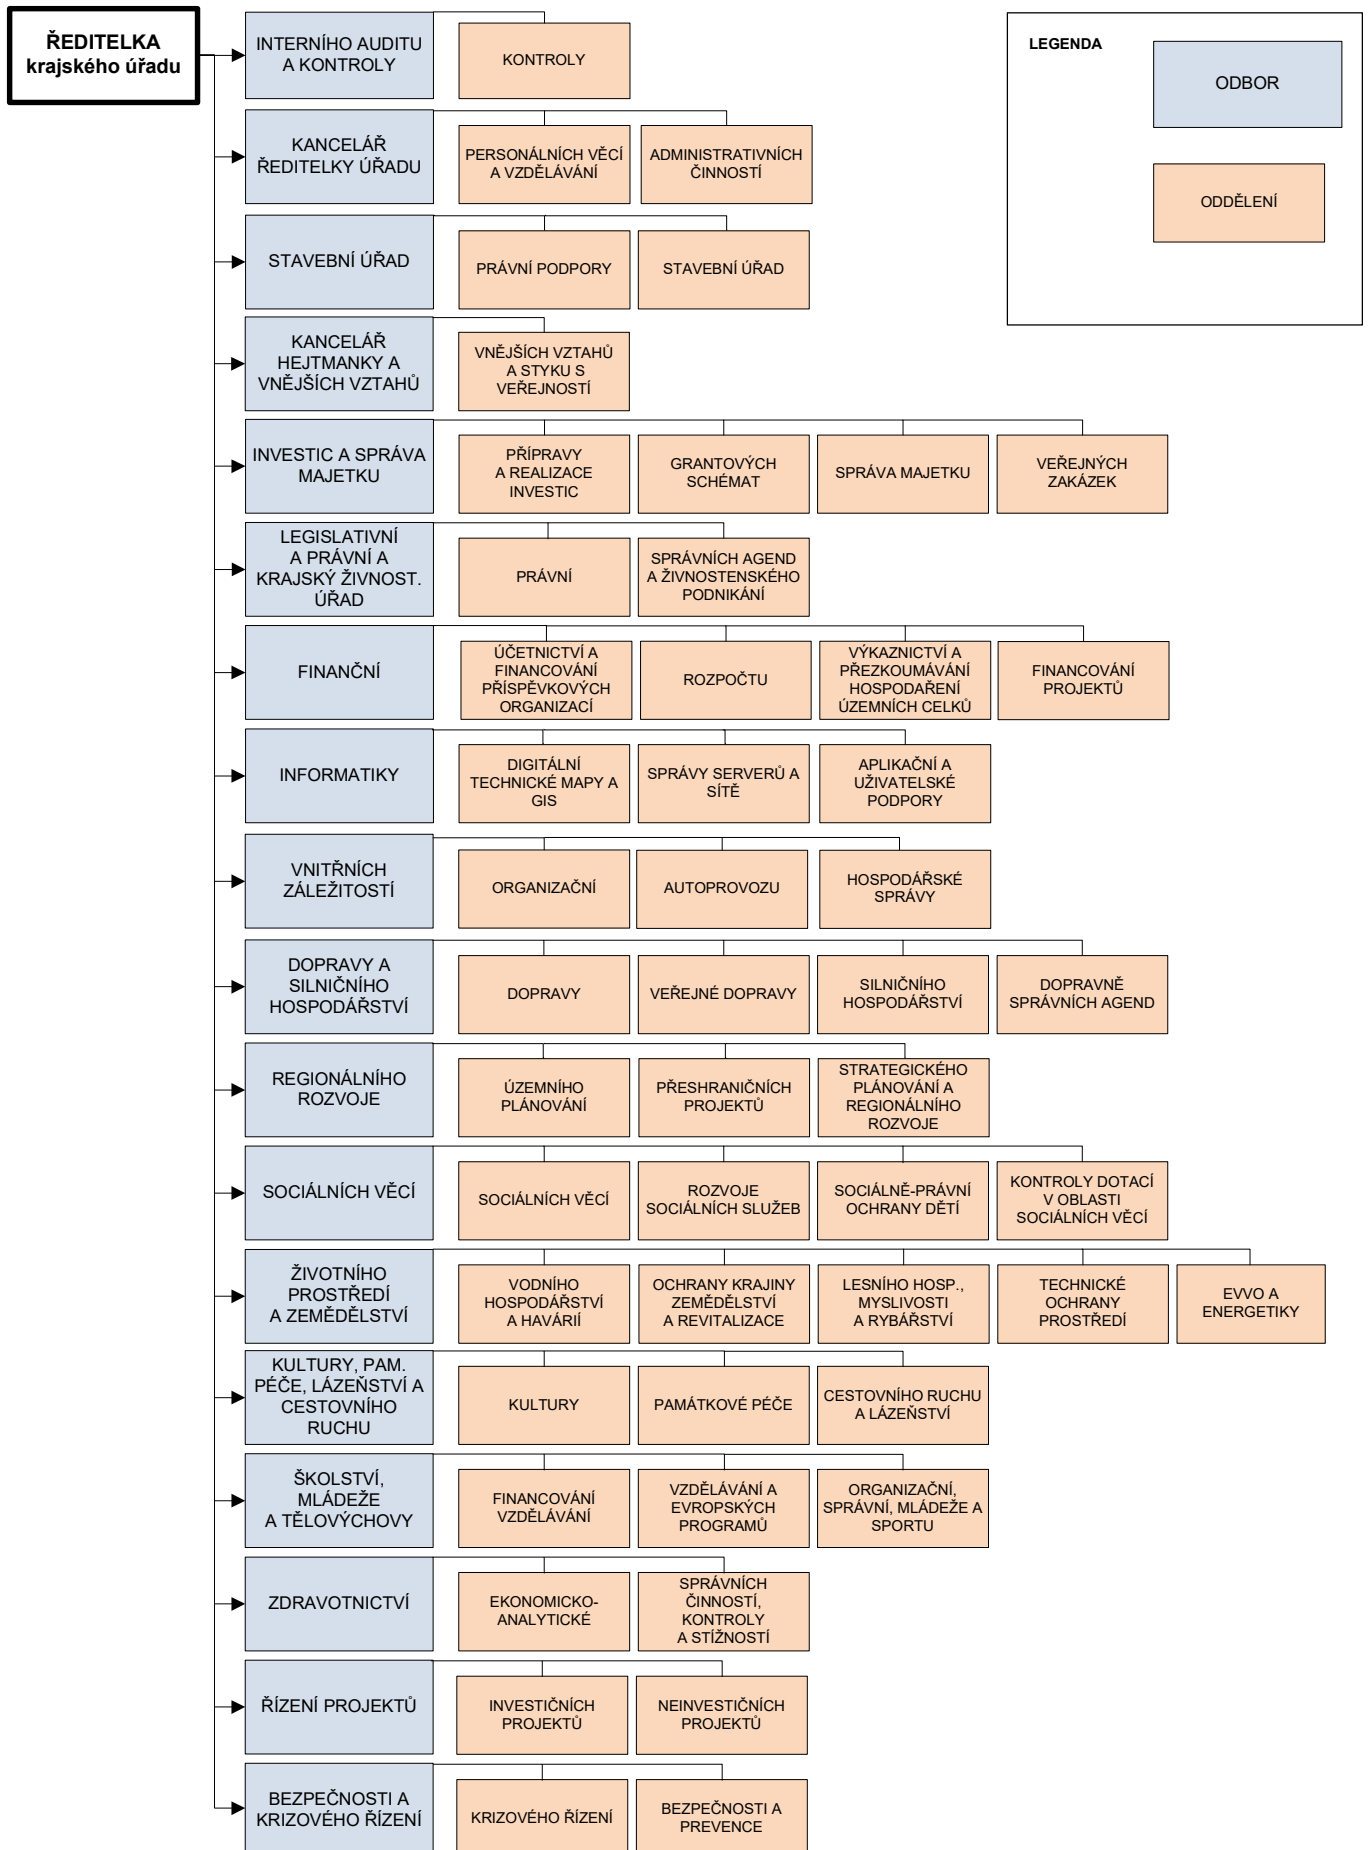 ŘEDITELKA
krajského úřadu
LEGENDA
ODBOR
ODDĚLENÍ
INTERNÍHO AUDITU
A KONTROLY
KONTROLY
KANCELÁŘ
ŘEDITELKY ÚŘADU
PERSONÁLNÍCH VĚCÍ
A VZDĚLÁVÁNÍ
ADMINISTRATIVNÍCH
ČINNOSTÍ
STAVEBNÍ ÚŘAD
PRÁVNÍ PODPORY
STAVEBNÍ ÚŘAD
KANCELÁŘ
HEJTMANKY A
VNĚJŠÍCH VZTAHŮ
VNĚJŠÍCH VZTAHŮ
A STYKU S
VEŘEJNOSTÍ
INVESTIC A SPRÁVA
MAJETKU
PŘÍPRAVY
A REALIZACE
INVESTIC
GRANTOVÝCH
SCHÉMAT
SPRÁVA MAJETKU
VEŘEJNÝCH
ZAKÁZEK
LEGISLATIVNÍ
A PRÁVNÍ A
KRAJSKÝ ŽIVNOST.
ÚŘAD
PRÁVNÍ
SPRÁVNÍCH AGEND
A ŽIVNOSTENSKÉHO
PODNIKÁNÍ
FINANČNÍ
ÚČETNICTVÍ A
FINANCOVÁNÍ
PŘÍSPĚVKOVÝCH
ORGANIZACÍ
ROZPOČTU
VÝKAZNICTVÍ A
PŘEZKOUMÁVÁNÍ
HOSPODAŘENÍ
ÚZEMNÍCH CELKŮ
FINANCOVÁNÍ
PROJEKTŮ
INFORMATIKY
DIGITÁLNÍ
TECHNICKÉ MAPY A
GIS
SPRÁVY SERVERŮ A
SÍTĚ
APLIKAČNÍ A
UŽIVATELSKÉ
PODPORY
VNITŘNÍCH
ZÁLEŽITOSTÍ
ORGANIZAČNÍ
AUTOPROVOZU
HOSPODÁŘSKÉ
SPRÁVY
DOPRAVY A
SILNIČNÍHO
HOSPODÁŘSTVÍ
DOPRAVY
VEŘEJNÉ DOPRAVY
SILNIČNÍHO
HOSPODÁŘSTVÍ
DOPRAVNĚ
SPRÁVNÍCH AGEND
REGIONÁLNÍHO
ROZVOJE
ÚZEMNÍHO
PLÁNOVÁNÍ
PŘESHRANIČNÍCH
PROJEKTŮ
STRATEGICKÉHO
PLÁNOVÁNÍ A
REGIONÁLNÍHO
ROZVOJE
SOCIÁLNÍCH VĚCÍ
SOCIÁLNÍCH VĚCÍ
ROZVOJE
SOCIÁLNÍCH SLUŽEB
SOCIÁLNĚ-PRÁVNÍ
OCHRANY DĚTÍ
KONTROLY DOTACÍ
V OBLASTI
SOCIÁLNÍCH VĚCÍ
ŽIVOTNÍHO
PROSTŘEDÍ
A ZEMĚDĚLSTVÍ
VODNÍHO
HOSPODÁŘSTVÍ
A HAVÁRIÍ
OCHRANY KRAJINY
ZEMĚDĚLSTVÍ
A REVITALIZACE
LESNÍHO HOSP.,
MYSLIVOSTI
A RYBÁŘSTVÍ
TECHNICKÉ
OCHRANY
PROSTŘEDÍ
EVVO A
ENERGETIKY
KULTURY, PAM.
PÉČE, LÁZEŇSTVÍ A
CESTOVNÍHO
RUCHU
KULTURY
PAMÁTKOVÉ PÉČE
CESTOVNÍHO RUCHU
A LÁZEŇSTVÍ
ŠKOLSTVÍ,
MLÁDEŽE
A TĚLOVÝCHOVY
FINANCOVÁNÍ
VZDĚLÁVÁNÍ
VZDĚLÁVÁNÍ A
EVROPSKÝCH
PROGRAMŮ
ORGANIZAČNÍ,
SPRÁVNÍ, MLÁDEŽE A
SPORTU
ZDRAVOTNICTVÍ
EKONOMICKO-
ANALYTICKÉ
SPRÁVNÍCH
ČINNOSTÍ,
KONTROLY
A STÍŽNOSTÍ
ŘÍZENÍ PROJEKTŮ
INVESTIČNÍCH
PROJEKTŮ
NEINVESTIČNÍCH
PROJEKTŮ
BEZPEČNOSTI A
KRIZOVÉHO ŘÍZENÍ
KRIZOVÉHO ŘÍZENÍ
BEZPEČNOSTI A
PREVENCE